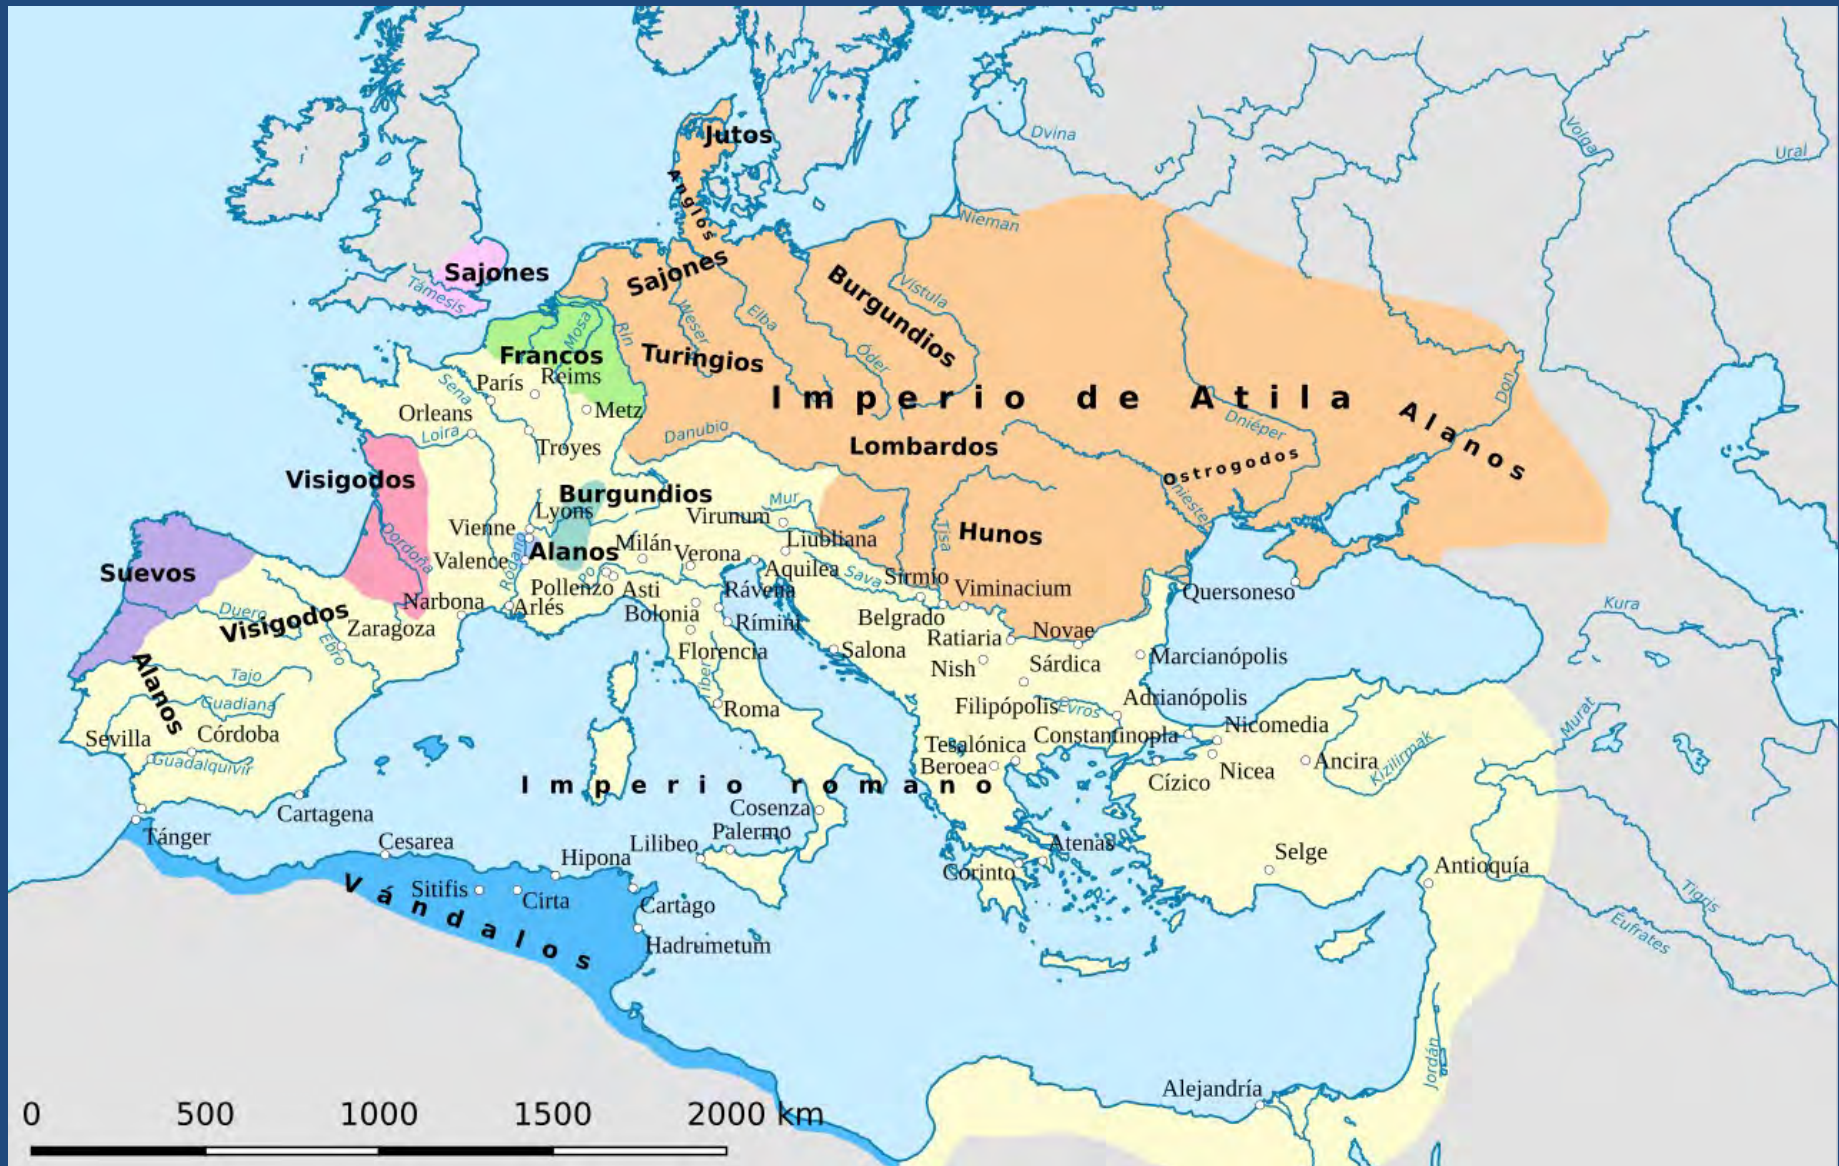 Jutos
Anglos
Dvina
Volga
Ural
Nieman
Sajones
Támesis
Sajones
Burgundios
Vístula
Mosa
Rin
Weser
Elba
Óder
Francos
Turingios
París
Reims
Sena
Imperio de Atila
Don
Alanos
Orleans
Metz
Loira
Troyes
Danubio
Dniéper
Lombardos
Ostrogodos
Visigodos
Burgundios
Lyons
Mur
Dniester
Vienne
Virunum
Dordoña
Tisa
Hunos
Liubliana
Alanos
Milán
Verona
Valence
Ródano
Po
Aquilea
Suevos
Sava
Sirmio
Pollenzo
Asti
Rávena
Viminacium
Quersoneso
Narbona
Arlés
Duero
Visigodos
Bolonia
Rímini
Belgrado
Kura
Zaragoza
Ebro
Ratiaria
Novae
Florencia
Salona
Nish
Sárdica
Marcianópolis
Alanos
Tajo
Tiber
Guadiana
Roma
Filipópolis
Evros
Adrianópolis
Murat
Sevilla
Córdoba
Constantinopla
Nicomedia
Tesalónica
Guadalquivir
Beroea
Nicea
Ancira
Kizilirmak
Cízico
Imperio romano
Cosenza
Cartagena
Tánger
Cesarea
Palermo
Lilibeo
Atenas
Hipona
Corinto
Selge
Antioquía
Vándalos
Sitifis
Cirta
Cartago
Tigris
Hadrumetum
Éufrates
Jordán
Alejandría
0 500 1000 1500 2000 km